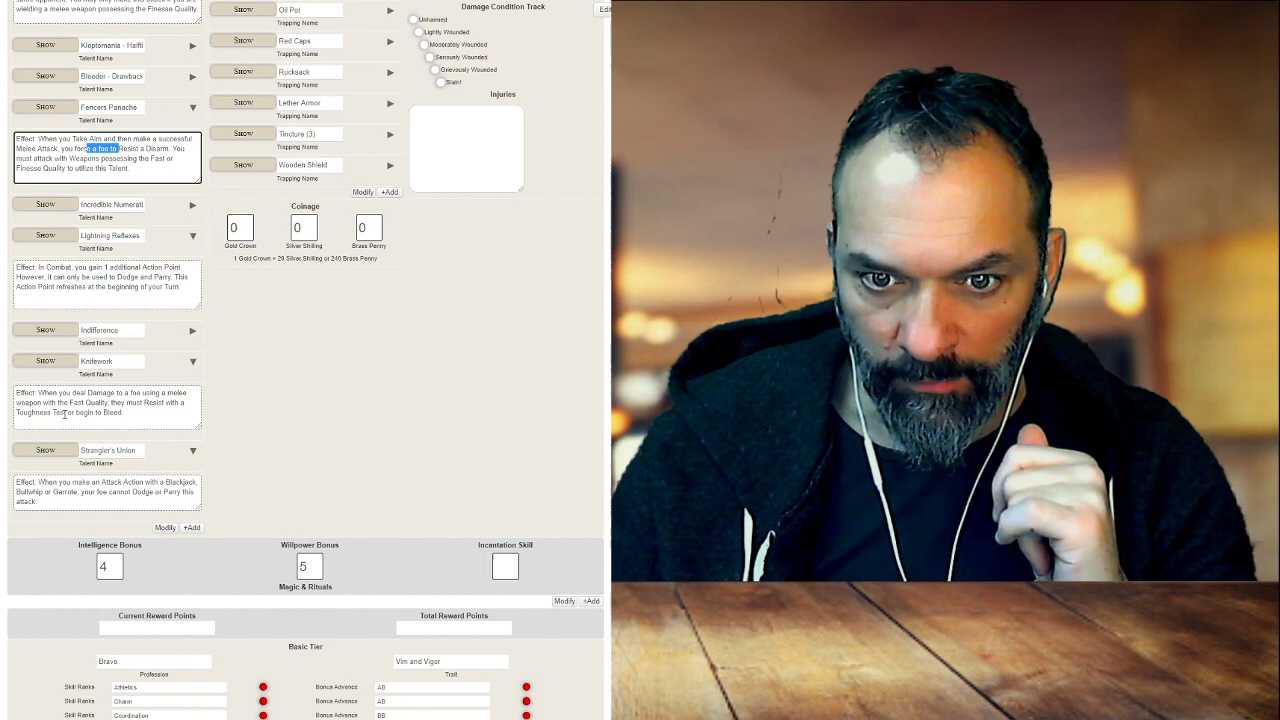 some opponent. You may only make this attack if you are
wielding a melee weapon possessing the Finesse Quality
Show Kleptomania - Halfli
Talent Name
Show Bleeder - Drawback
Talent Name
Show Fencers Panache
Talent Name
Effect: When you Take Aim and then make a successful
Melee Attack, you force a foe to Resist a Disarm. You
must attack with Weapons possessing the Fast or
Finesse Quality to utilize this Talent.
Show Incredible Numerati
Talent Name
Show Lightning Reflexes
Talent Name
Effect: In Combat, you gain 1 additional Action Point.
However, it can only be used to Dodge and Parry. This
Action Point refreshes at the beginning of your Turn.
Show Indifference
Talent Name
Show Knifework
Talent Name
Effect: When you deal Damage to a foe using a melee
weapon with the Fast Quality, they must Resist with a
Toughness Test or begin to Bleed.
Show Strangler's Union
Talent Name
Effect: When you make an Attack Action with a Blackjack,
Bullwhip or Garrote, your foe cannot Dodge or Parry this
attack.
Modify +Add
Oil Pot
Trapping Name
Show Red Caps
Trapping Name
Show Rucksack
Trapping Name
Show Lether Armor
Trapping Name
Show Tincture (3)
Trapping Name
Show Wooden Shield
Trapping Name
Modify +Add
Coinage
0 0 0
Gold Crown Silver Shilling Brass Penny
1 Gold Crown = 20 Silver Shilling or 240 Brass Penny
Damage Condition Track
Unharmed
Lightly Wounded
Moderately Wounded
Seriously Wounded
Grievously Wounded
Slain!
Injuries
Intelligence Bonus Willpower Bonus Incantation Skill
4 5
Magic & Rituals
Modify +Add
Current Reward Points Total Reward Points
Basic Tier
Bravo Vim and Vigor
Profession Trait
Skill Ranks Athletics Bonus Advance AB
Skill Ranks Charm Bonus Advance AB
Skill Ranks Coordination Bonus Advance BB